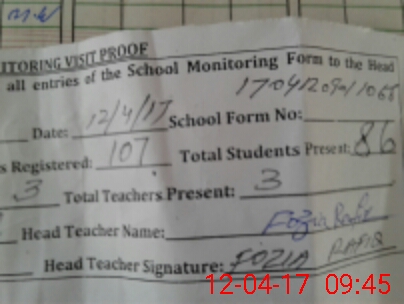 ITORING VISIT PROOF
all entries of the School Monitoring Form to the Head
Date: 12/4/17 School Form No:
s Registered: 107 Total Students Present: 86
3 Total Teachers Present: 3
Head Teacher Name: Fozia Rafiq
Head Teacher Signature: FOZIA RAFIQ
12-04-17 09:45